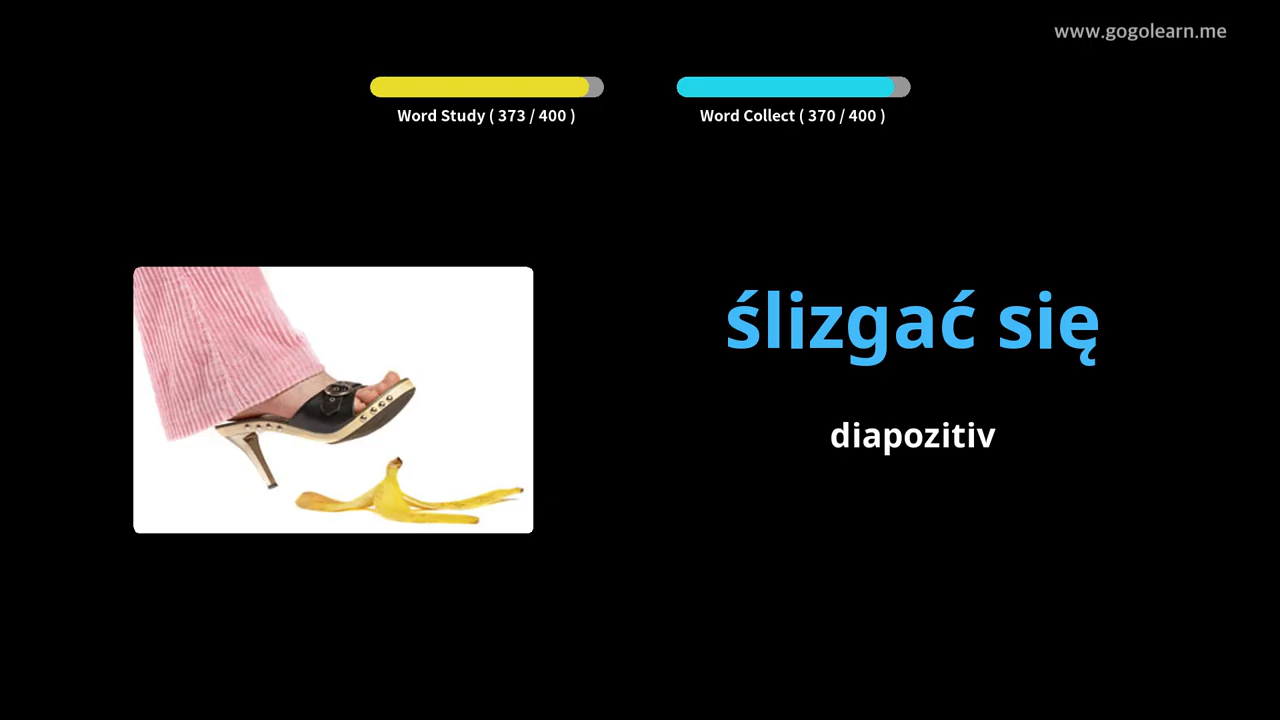 www.gogolearn.me
Word Study ( 373 / 400 )
Word Collect ( 370 / 400 )
ślizgać się
diapozitiv